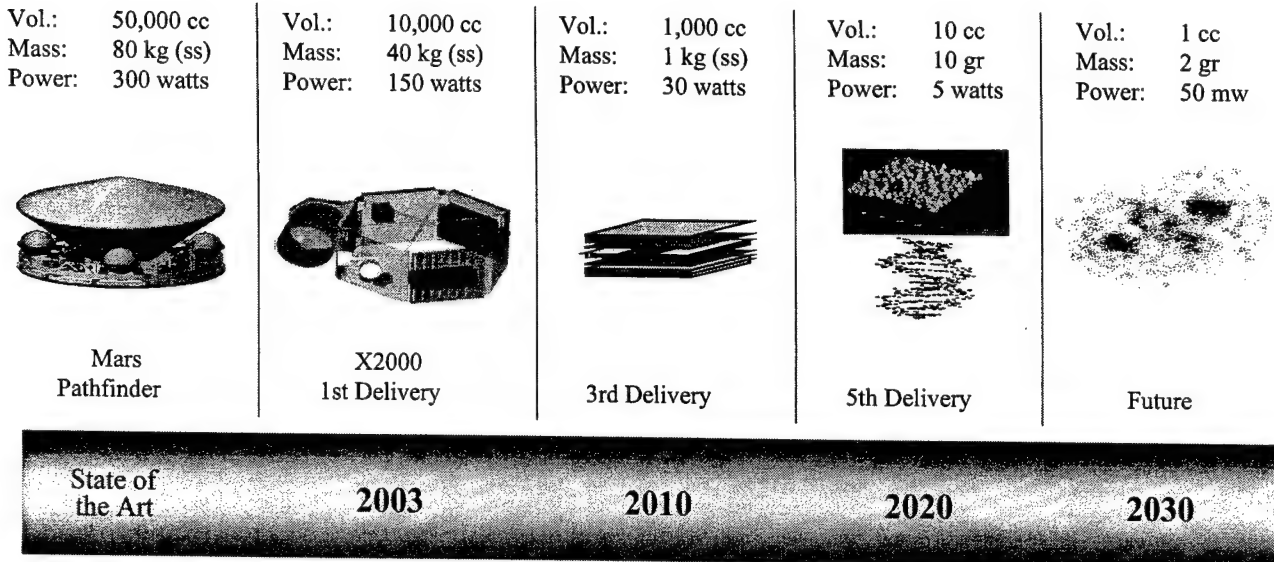 Vol.: 50,000 cc
Mass: 80 kg (ss)
Power: 300 watts
Vol.: 10,000 cc
Mass: 40 kg (ss)
Power: 150 watts
Vol.: 1,000 cc
Mass: 1 kg (ss)
Power: 30 watts
Vol.: 10 cc
Mass: 10 gr
Power: 5 watts
Vol.: 1 cc
Mass: 2 gr
Power: 50 mw
Mars
Pathfinder
X2000
1st Delivery
3rd Delivery
5th Delivery
Future
State of
the Art
2003
2010
2020
2030